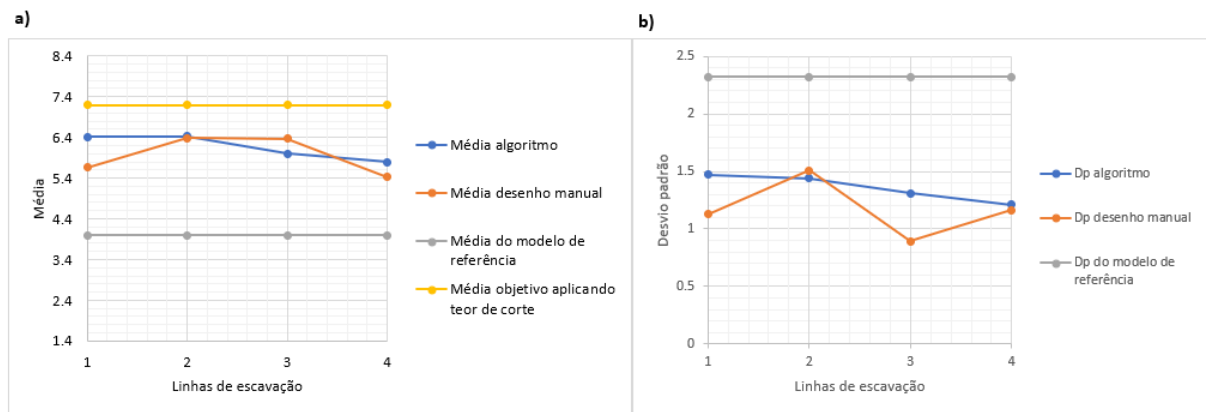 a)
8.4
7.4
6.4
5.4
4.4
3.4
2.4
1.4
Média
1
2
3
4
Linhas de escavação
Média algoritmo
Média desenho manual
Média do modelo de
referência
Média objetivo aplicando
teor de corte
b)
2.5
2
1.5
1
0.5
0
Desvio padrão
1
2
3
4
Linhas de escavação
Dp algoritmo
Dp desenho manual
Dp do modelo de
referência